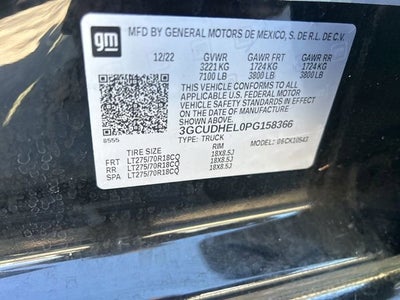 gm
MFD BY GENERAL MOTORS DE MEXICO, S DE R.L DE C.V.
12/22 GVWR GAWR FRT GAWR RR
3221 KG 1724 KG 1724 KG
7100 LB 3800 LB 3800 LB
THIS VEHICLE CONFORMS TO ALL
APPLICABLE U.S. FEDERAL MOTOR
VEHICLE SAFETY STANDARDS IN EFFECT
ON THE DATE OF MANUFACTURE SHOWN ABOVE.
3GCUDHEL0PG158366
8555 TYPE: TRUCK
TIRE SIZE RIM MODEL:
FRT LT275/70R18CQ 18X8.5J
RR LT275/70R18CQ 18X8.5J
SPA LT275/70R18CQ 18X8.5J